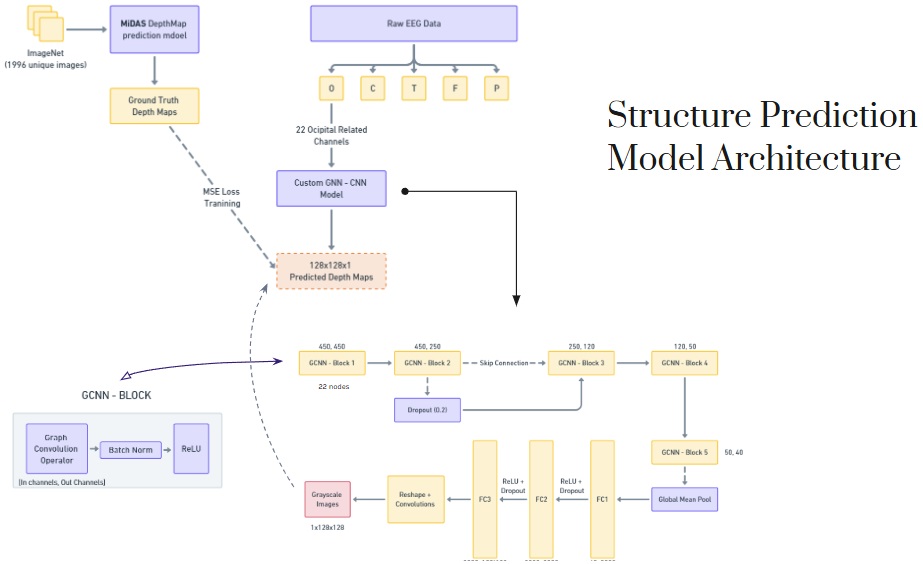 MiDAS DepthMap
prediction mdoel
Raw EEG Data
ImageNet
(1996 unique images)
Ground Truth
Depth Maps
O
C
T
F
P
Structure Prediction
Model Architecture
22 Ocipital Related
Channels
MSE Loss
Tranining
Custom GNN - CNN
Model
128x128x1
Predicted Depth Maps
450, 450
450, 250
250, 120
120, 50
GCNN - Block 1
GCNN - Block 2
Skip Connection
GCNN - Block 3
GCNN - Block 4
22 nodes
GCNN - BLOCK
Dropout (0.2)
Graph
Convolution
Operator
Batch Norm
ReLU
[In channels, Out Channels]
GCNN - Block 5
50, 40
Global Mean Pool
Grayscale
Images
1x128x128
Reshape +
Convolutions
FC3
ReLU +
Dropout
FC2
ReLU +
Dropout
FC1